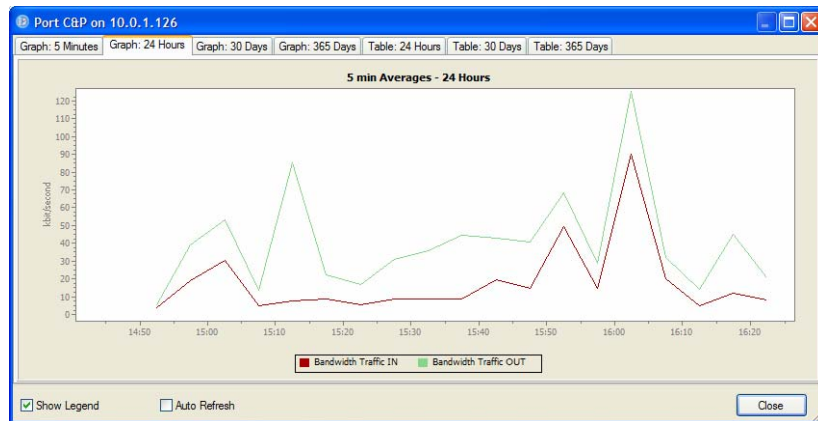 Port C&P on 10.0.1.126
Graph: 5 Minutes Graph: 24 Hours Graph: 30 Days Graph: 365 Days Table: 24 Hours Table: 30 Days Table: 365 Days
5 min Averages - 24 Hours
kbit/second
120
110
100
90
80
70
60
50
40
30
20
10
0
14:50 15:00 15:10 15:20 15:30 15:40 15:50 16:00 16:10 16:20
Bandwidth Traffic IN Bandwidth Traffic OUT
Show Legend Auto Refresh Close